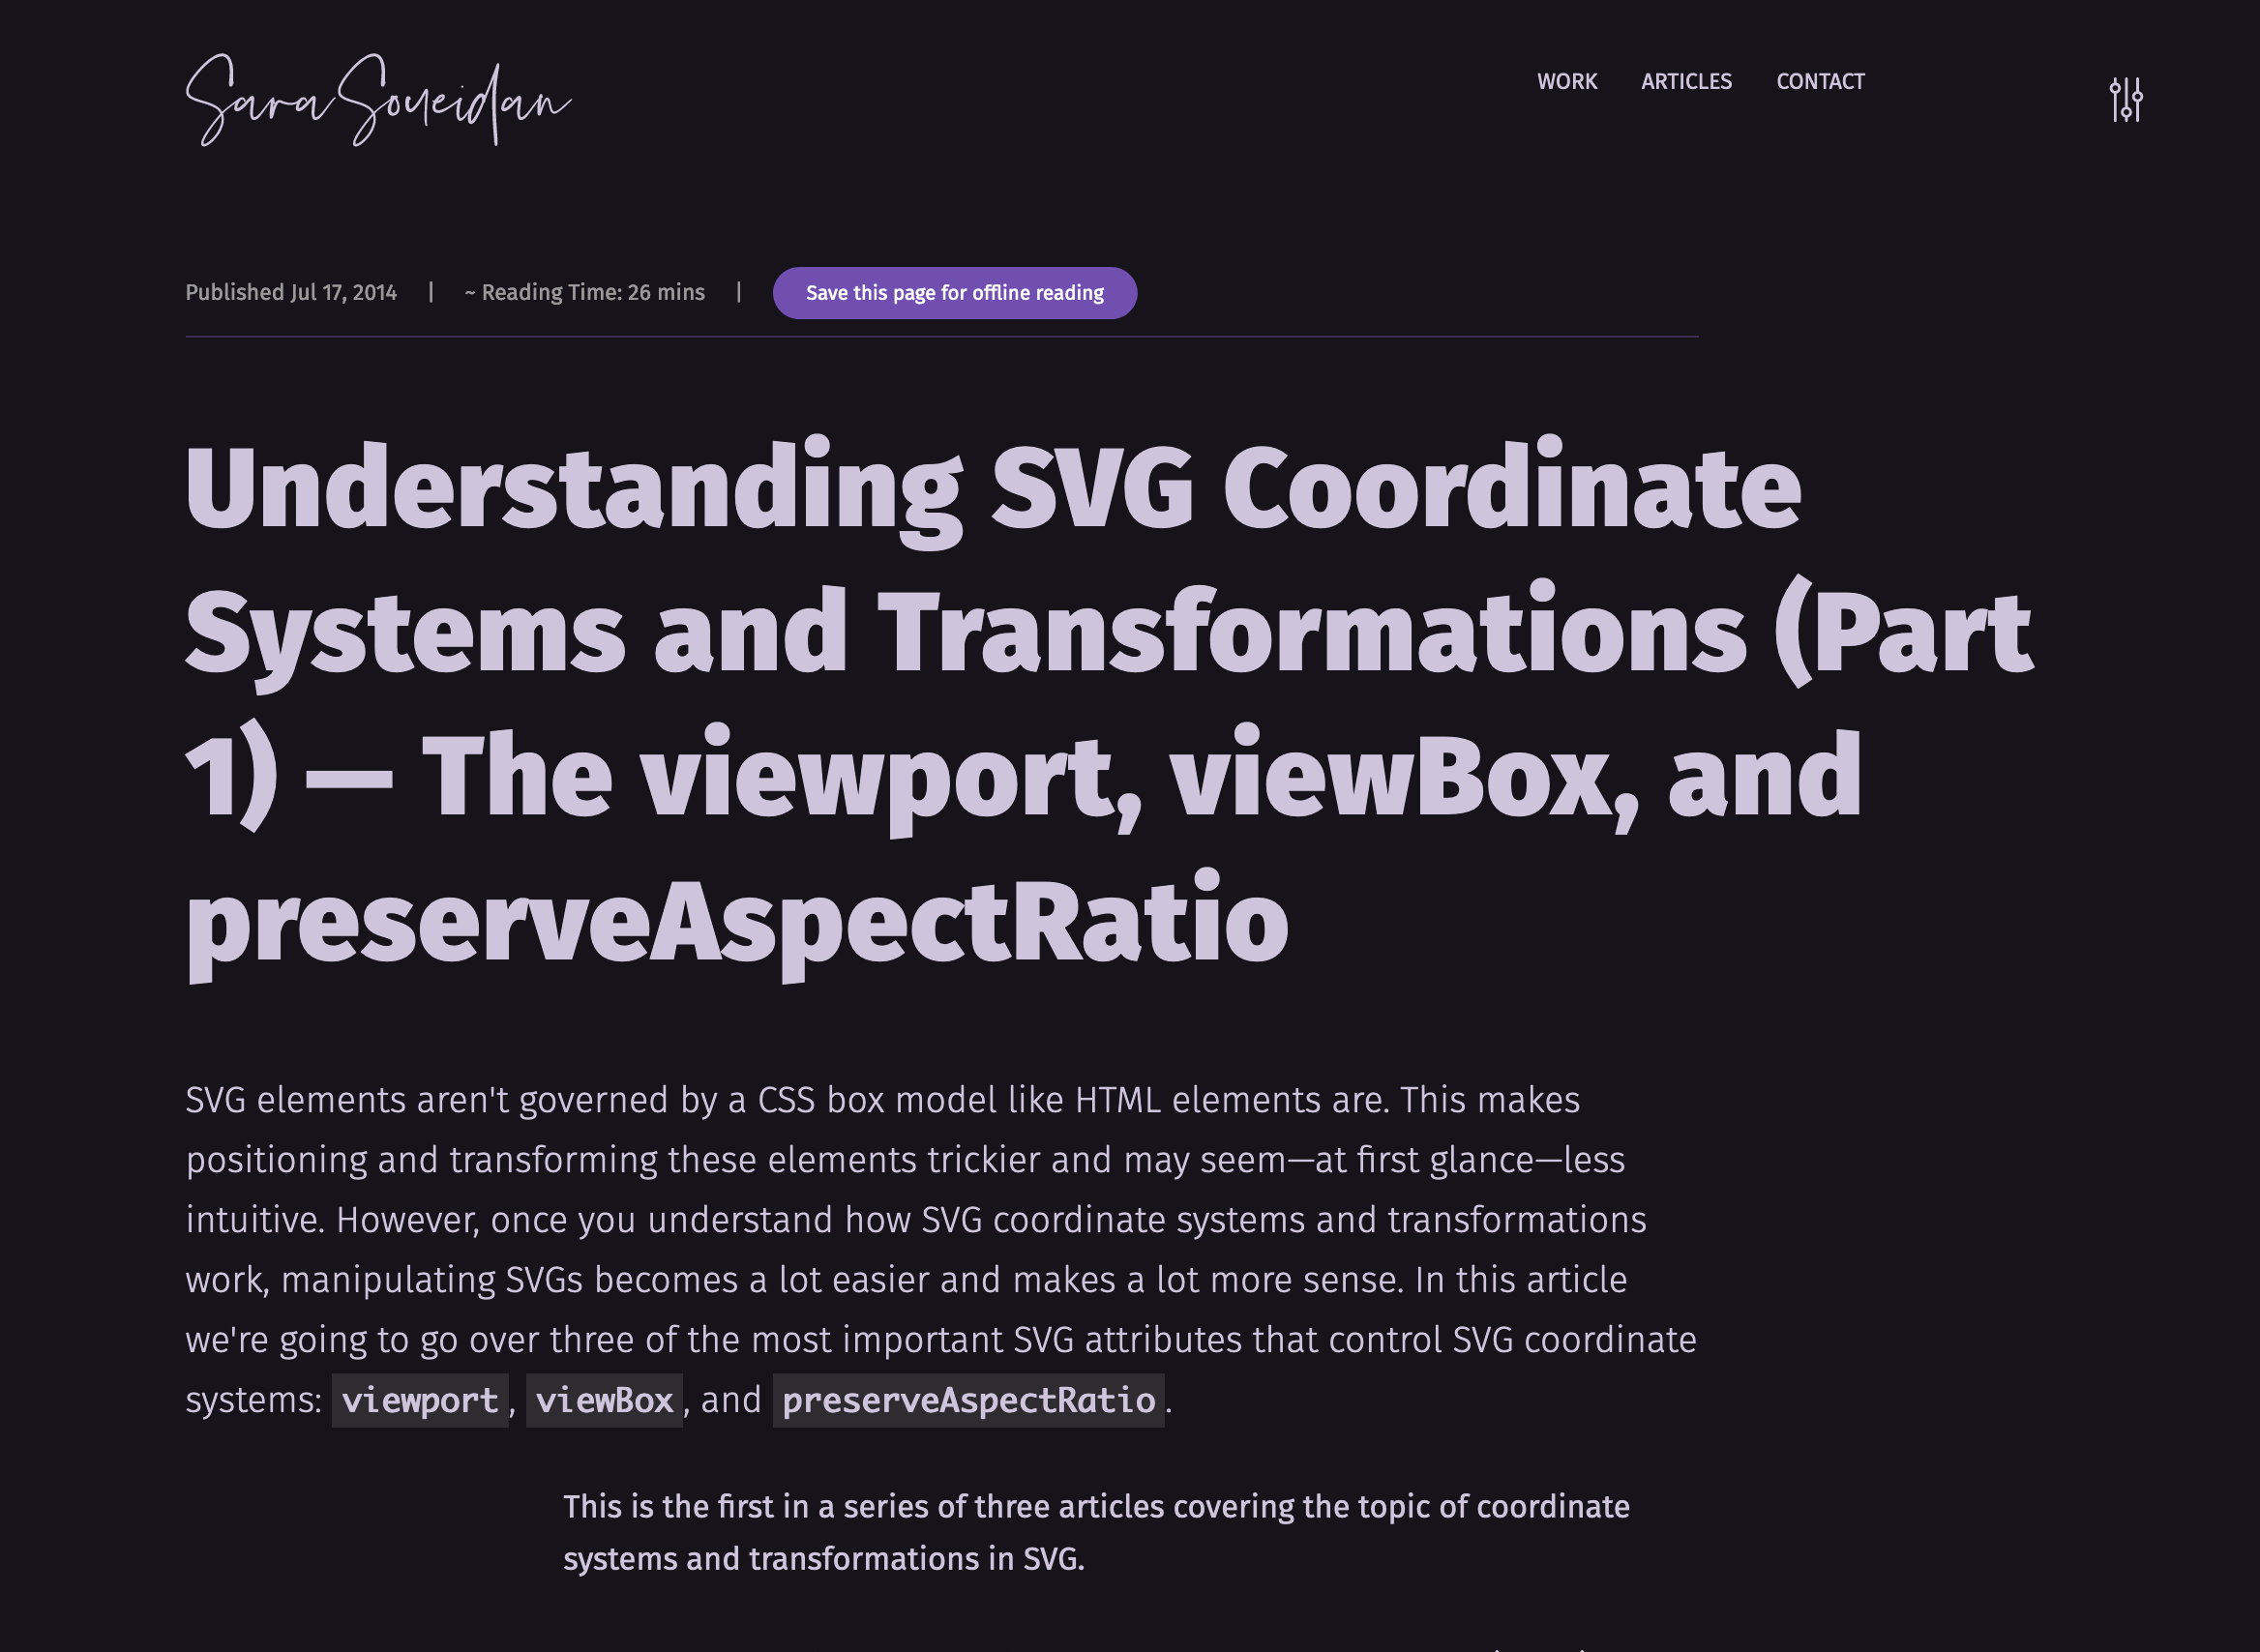 Sara Soueidan
WORK ARTICLES CONTACT
Published Jul 17, 2014 | ~ Reading Time: 26 mins | Save this page for offline reading
Understanding SVG Coordinate
Systems and Transformations (Part
1) — The viewport, viewBox, and
preserveAspectRatio
SVG elements aren't governed by a CSS box model like HTML elements are. This makes
positioning and transforming these elements trickier and may seem—at first glance—less
intuitive. However, once you understand how SVG coordinate systems and transformations
work, manipulating SVGs becomes a lot easier and makes a lot more sense. In this article
we're going to go over three of the most important SVG attributes that control SVG coordinate
systems: viewport, viewBox, and preserveAspectRatio.
This is the first in a series of three articles covering the topic of coordinate
systems and transformations in SVG.